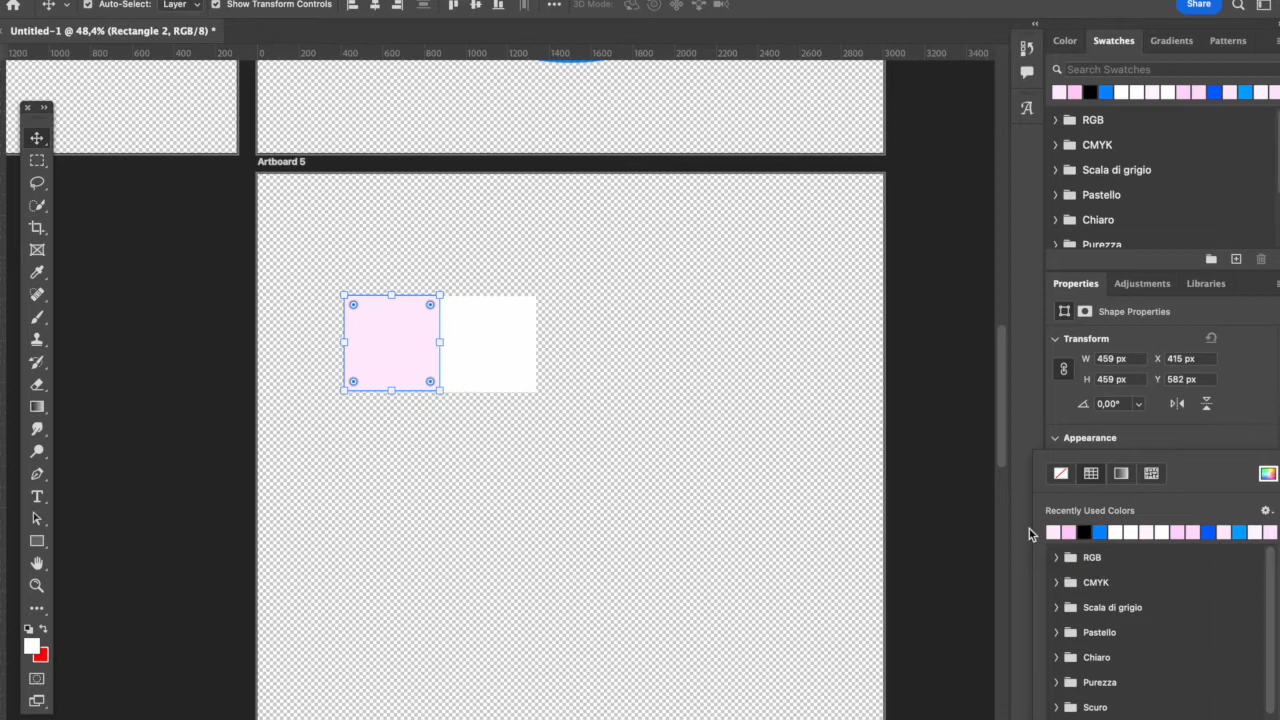 Auto-Select: Layer Show Transform Controls 3D Mode: Share
Untitled-1 @ 48,4% (Rectangle 2, RGB/8) *
1200 1000 800 600 400 200 0 200 400 600 800 1000 1200 1400 1600 1800 2000 2200 2400 2600 2800 3000 3200 3400
Artboard 5
T
Color Swatches Gradients Patterns
Search Swatches
RGB
CMYK
Scala di grigio
Pastello
Chiaro
Purezza
Properties Adjustments Libraries
Shape Properties
Transform
W 459 px X 415 px
H 459 px Y 582 px
0,00°
Appearance
Recently Used Colors
RGB
CMYK
Scala di grigio
Pastello
Chiaro
Purezza
Scuro